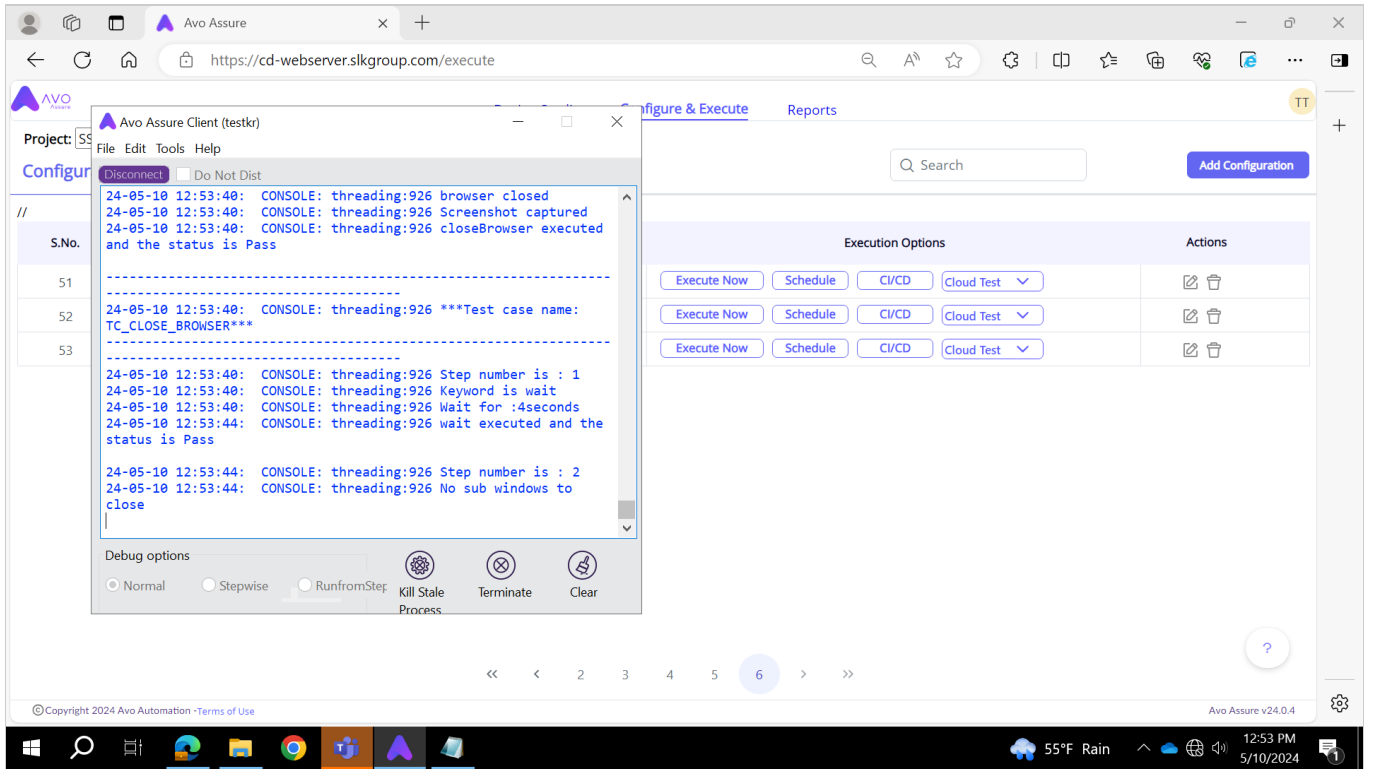 Avo Assure
https://cd-webserver.slkgroup.com/execute
AVO
Assure
Configure & Execute
Reports
TT
Project:
Configur
Search
Add Configuration
//
S.No.
Execution Options
Actions
51
Execute Now
Schedule
CI/CD
Cloud Test
52
Execute Now
Schedule
CI/CD
Cloud Test
53
Execute Now
Schedule
CI/CD
Cloud Test
Avo Assure Client (testkr)
File Edit Tools Help
Disconnect
Do Not Dist
24-05-10 12:53:40: CONSOLE: threading:926 browser closed
24-05-10 12:53:40: CONSOLE: threading:926 Screenshot captured
24-05-10 12:53:40: CONSOLE: threading:926 closeBrowser executed
and the status is Pass
------------------------------------------------------------------
--------------------------------------
24-05-10 12:53:40: CONSOLE: threading:926 ***Test case name:
TC_CLOSE_BROWSER***
------------------------------------------------------------------
--------------------------------------
24-05-10 12:53:40: CONSOLE: threading:926 Step number is : 1
24-05-10 12:53:40: CONSOLE: threading:926 Keyword is wait
24-05-10 12:53:40: CONSOLE: threading:926 Wait for :4seconds
24-05-10 12:53:44: CONSOLE: threading:926 wait executed and the
status is Pass
24-05-10 12:53:44: CONSOLE: threading:926 Step number is : 2
24-05-10 12:53:44: CONSOLE: threading:926 No sub windows to
close
Debug options
Normal
Stepwise
RunfromStep
Kill Stale
Process
Terminate
Clear
2 3 4 5 6
?
©Copyright 2024 Avo Automation -Terms of Use
Avo Assure v24.0.4
55°F Rain
12:53 PM
5/10/2024
1